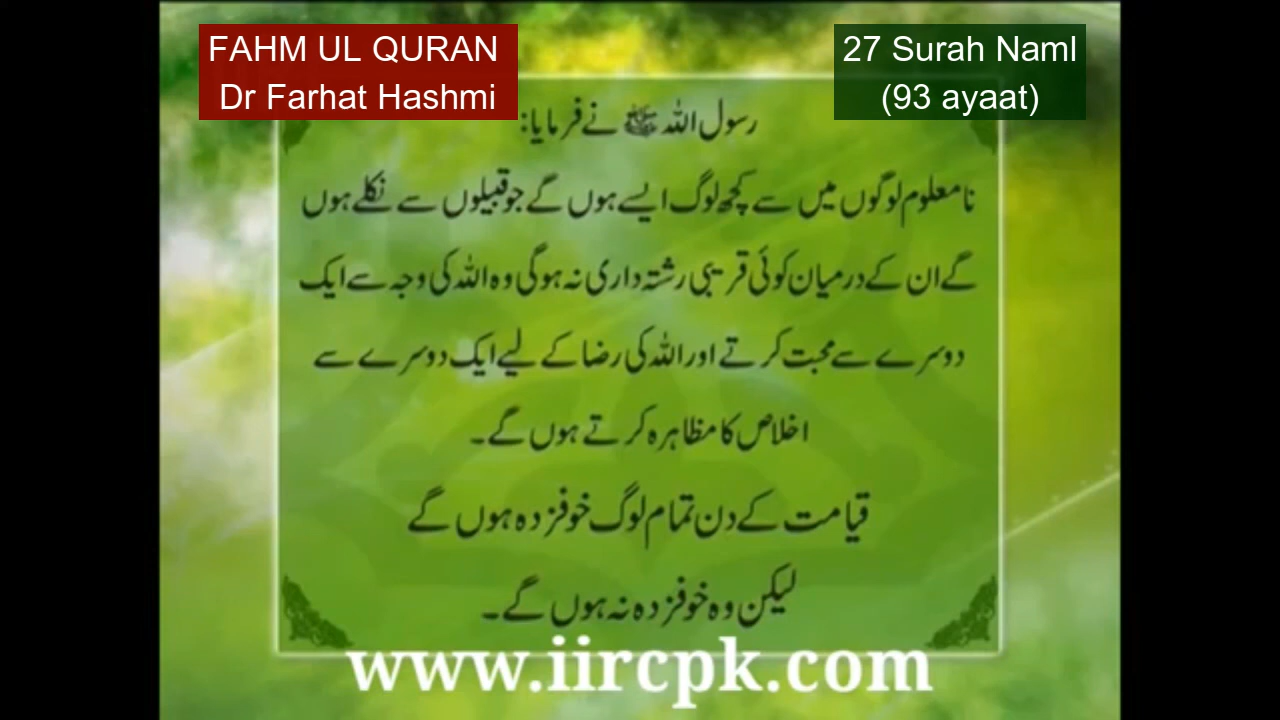 FAHM UL QURAN
Dr Farhat Hashmi
27 Surah Naml
(93 ayaat)
رسول اللہ ﷺ نے فرمایا:
نامعلوم لوگوں میں سے کچھ لوگ ایسے ہوں گے جو قبیلوں سے نکلے ہوں
گے ان کے درمیان کوئی قریبی رشتہ داری نہ ہوگی وہ اللہ کی وجہ سے ایک
دوسرے سے محبت کرتے اور اللہ کی رضا کے لیے ایک دوسرے سے
اخلاص کا مظاہرہ کرتے ہوں گے۔
قیامت کے دن تمام لوگ خوفزدہ ہوں گے
لیکن وہ خوفزدہ نہ ہوں گے۔
www.iircpk.com